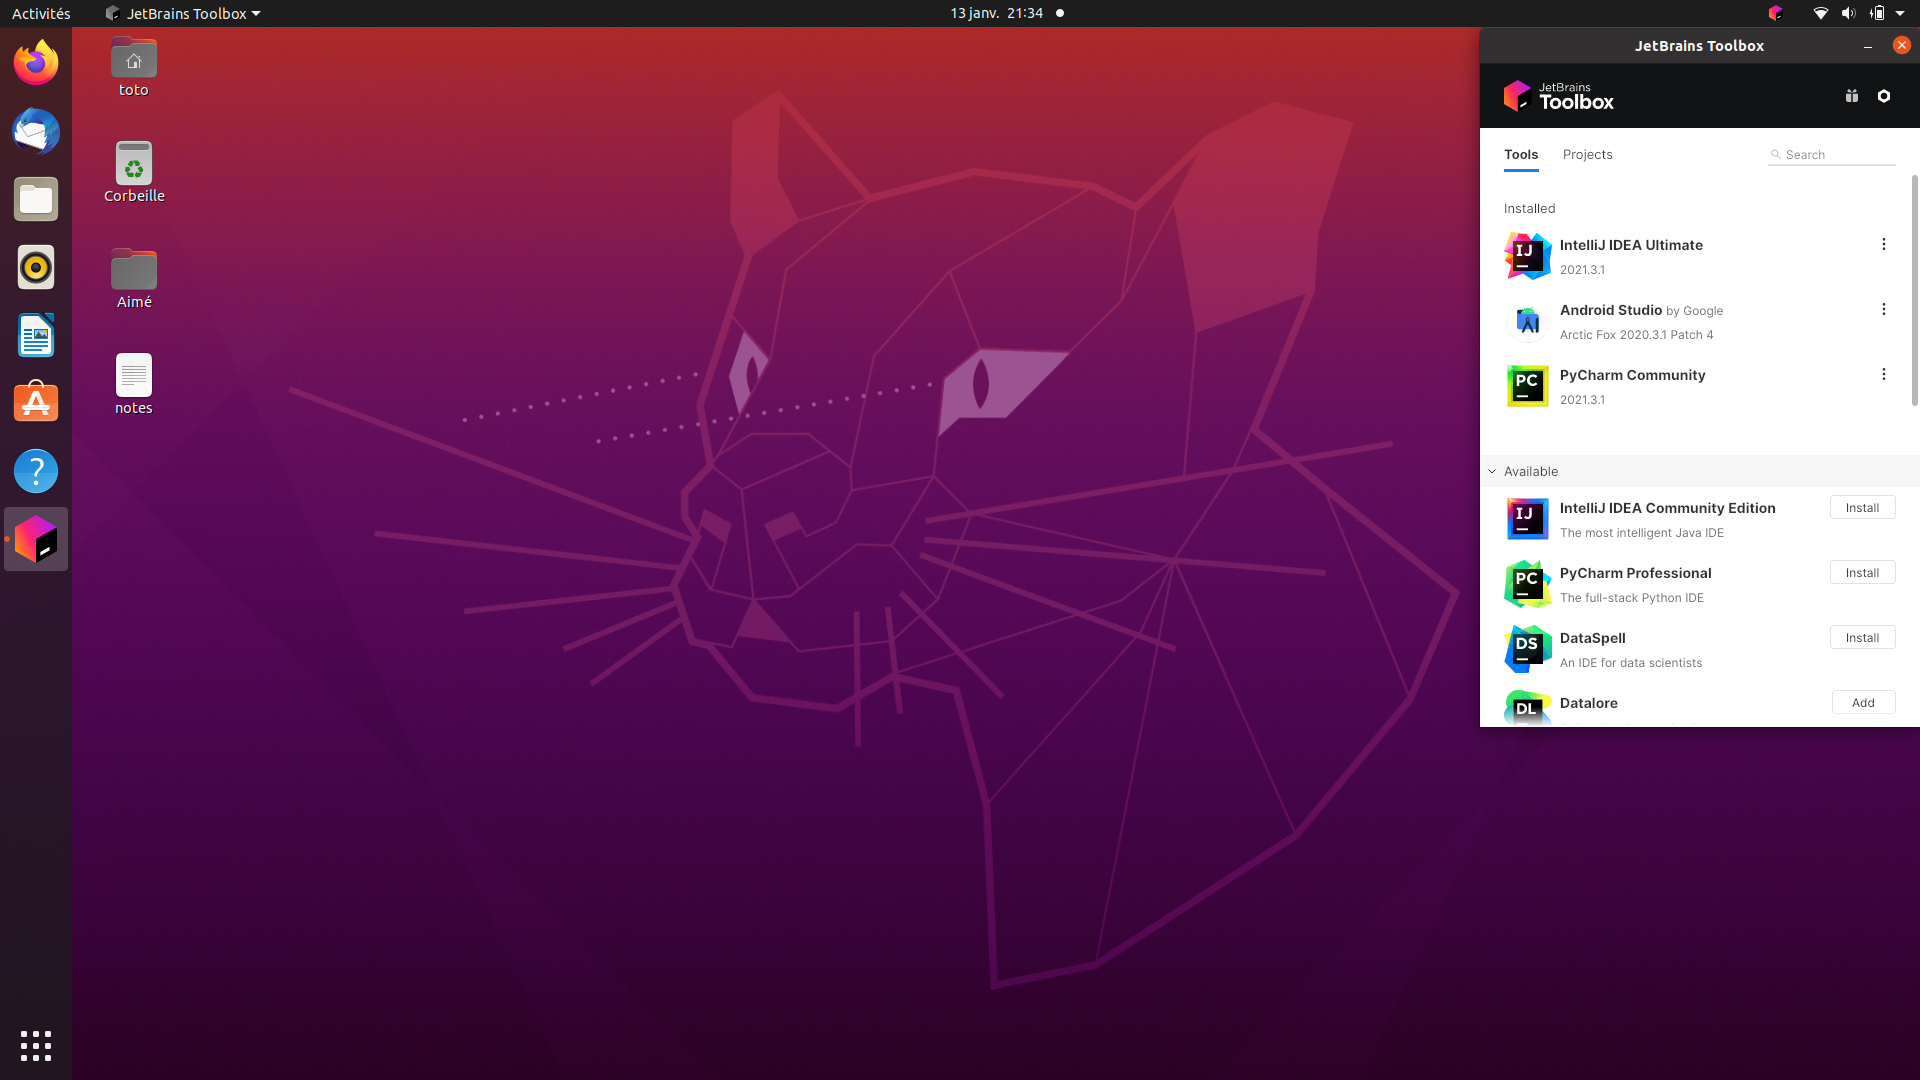 Activités
JetBrains Toolbox
13 janv. 21:34
toto
Corbeille
Aimé
notes
JetBrains Toolbox
JetBrains
Toolbox
Tools Projects Search
Installed
IJ
IntelliJ IDEA Ultimate
2021.3.1
Android Studio by Google
Arctic Fox 2020.3.1 Patch 4
PC
PyCharm Community
2021.3.1
Available
IJ
IntelliJ IDEA Community Edition
Install
The most intelligent Java IDE
PC
PyCharm Professional
Install
The full-stack Python IDE
DS
DataSpell
Install
An IDE for data scientists
DL
Datalore
Add